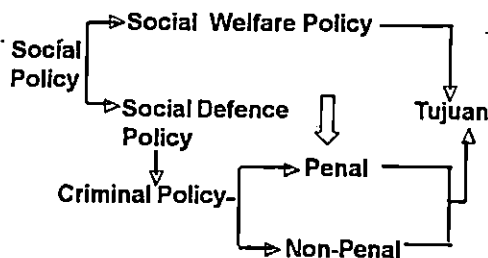 Social Welfare Policy
Social
Policy
Social Defence
Policy
Tujuan
Criminal Policy
Penal
Non-Penal